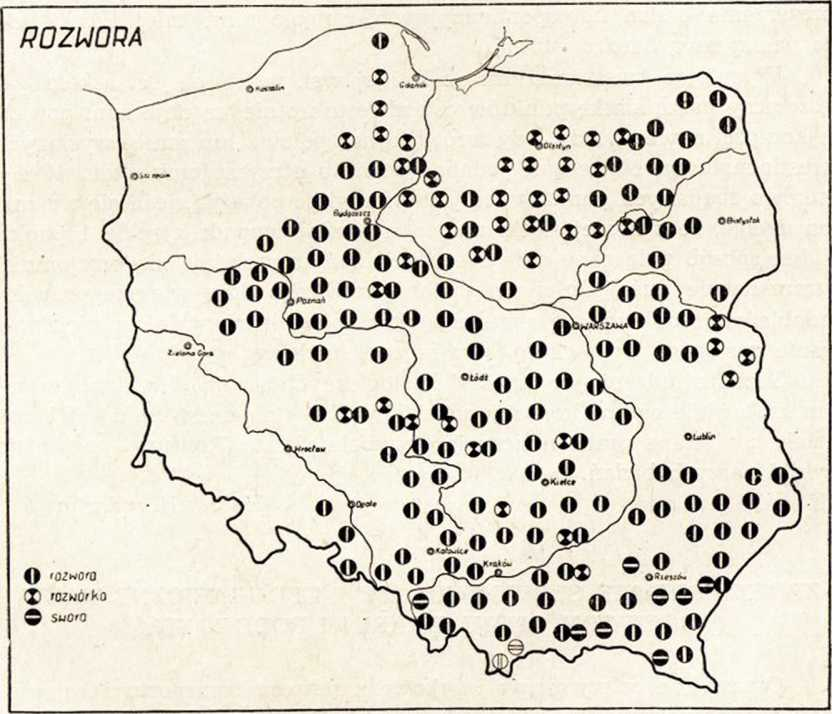 ROZWORA
Koszalin
Gdańsk
Olsztyn
Szczecin
Bydgoszcz
Białystok
Poznań
WARSZAWA
Zielona Góra
Łódź
Lublin
Wrocław
Kielce
Opole
Katowice
Kraków
Rzeszów
rozwora
rozwórka
swora